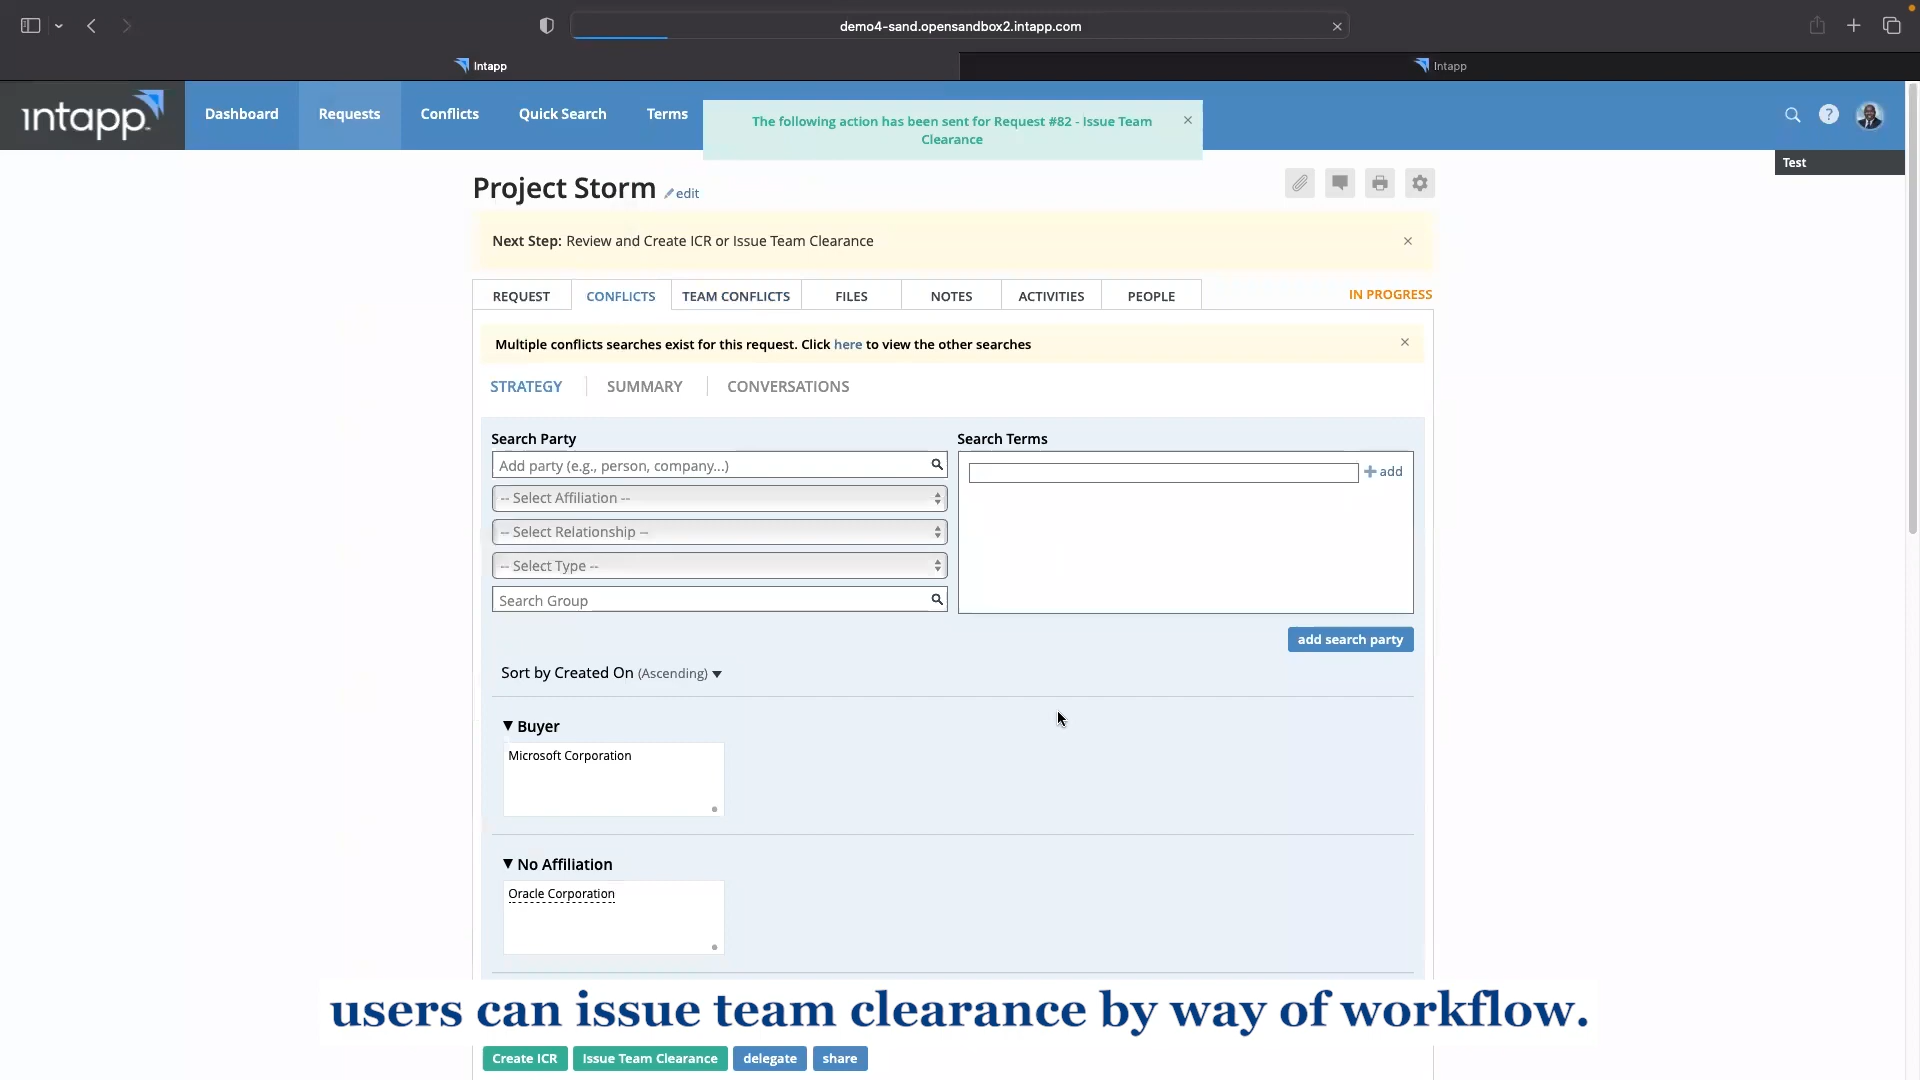 demo4-sand.opensandbox2.intapp.com
Intapp
Intapp
intapp
Dashboard
Requests
Conflicts
Quick Search
Terms
The following action has been sent for Request #82 - Issue Team
Clearance
Test
Project Storm
edit
Next Step: Review and Create ICR or Issue Team Clearance
REQUEST
CONFLICTS
TEAM CONFLICTS
FILES
NOTES
ACTIVITIES
PEOPLE
IN PROGRESS
Multiple conflicts searches exist for this request. Click here to view the other searches
STRATEGY
SUMMARY
CONVERSATIONS
Search Party
Search Terms
Add party (e.g., person, company...)
add
-- Select Affiliation --
-- Select Relationship --
-- Select Type --
Search Group
add search party
Sort by Created On (Ascending)
Buyer
Microsoft Corporation
No Affiliation
Oracle Corporation
users can issue team clearance by way of workflow.
Create ICR
Issue Team Clearance
delegate
share